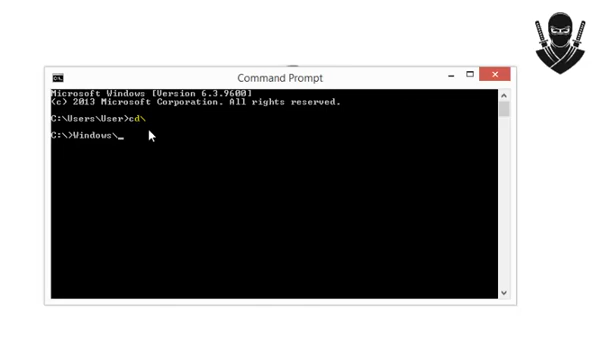 Command Prompt
Microsoft Windows [Version 6.3.9600]
(c) 2013 Microsoft Corporation. All rights reserved.
C:\Users\User>cd\
C:\>Windows\_